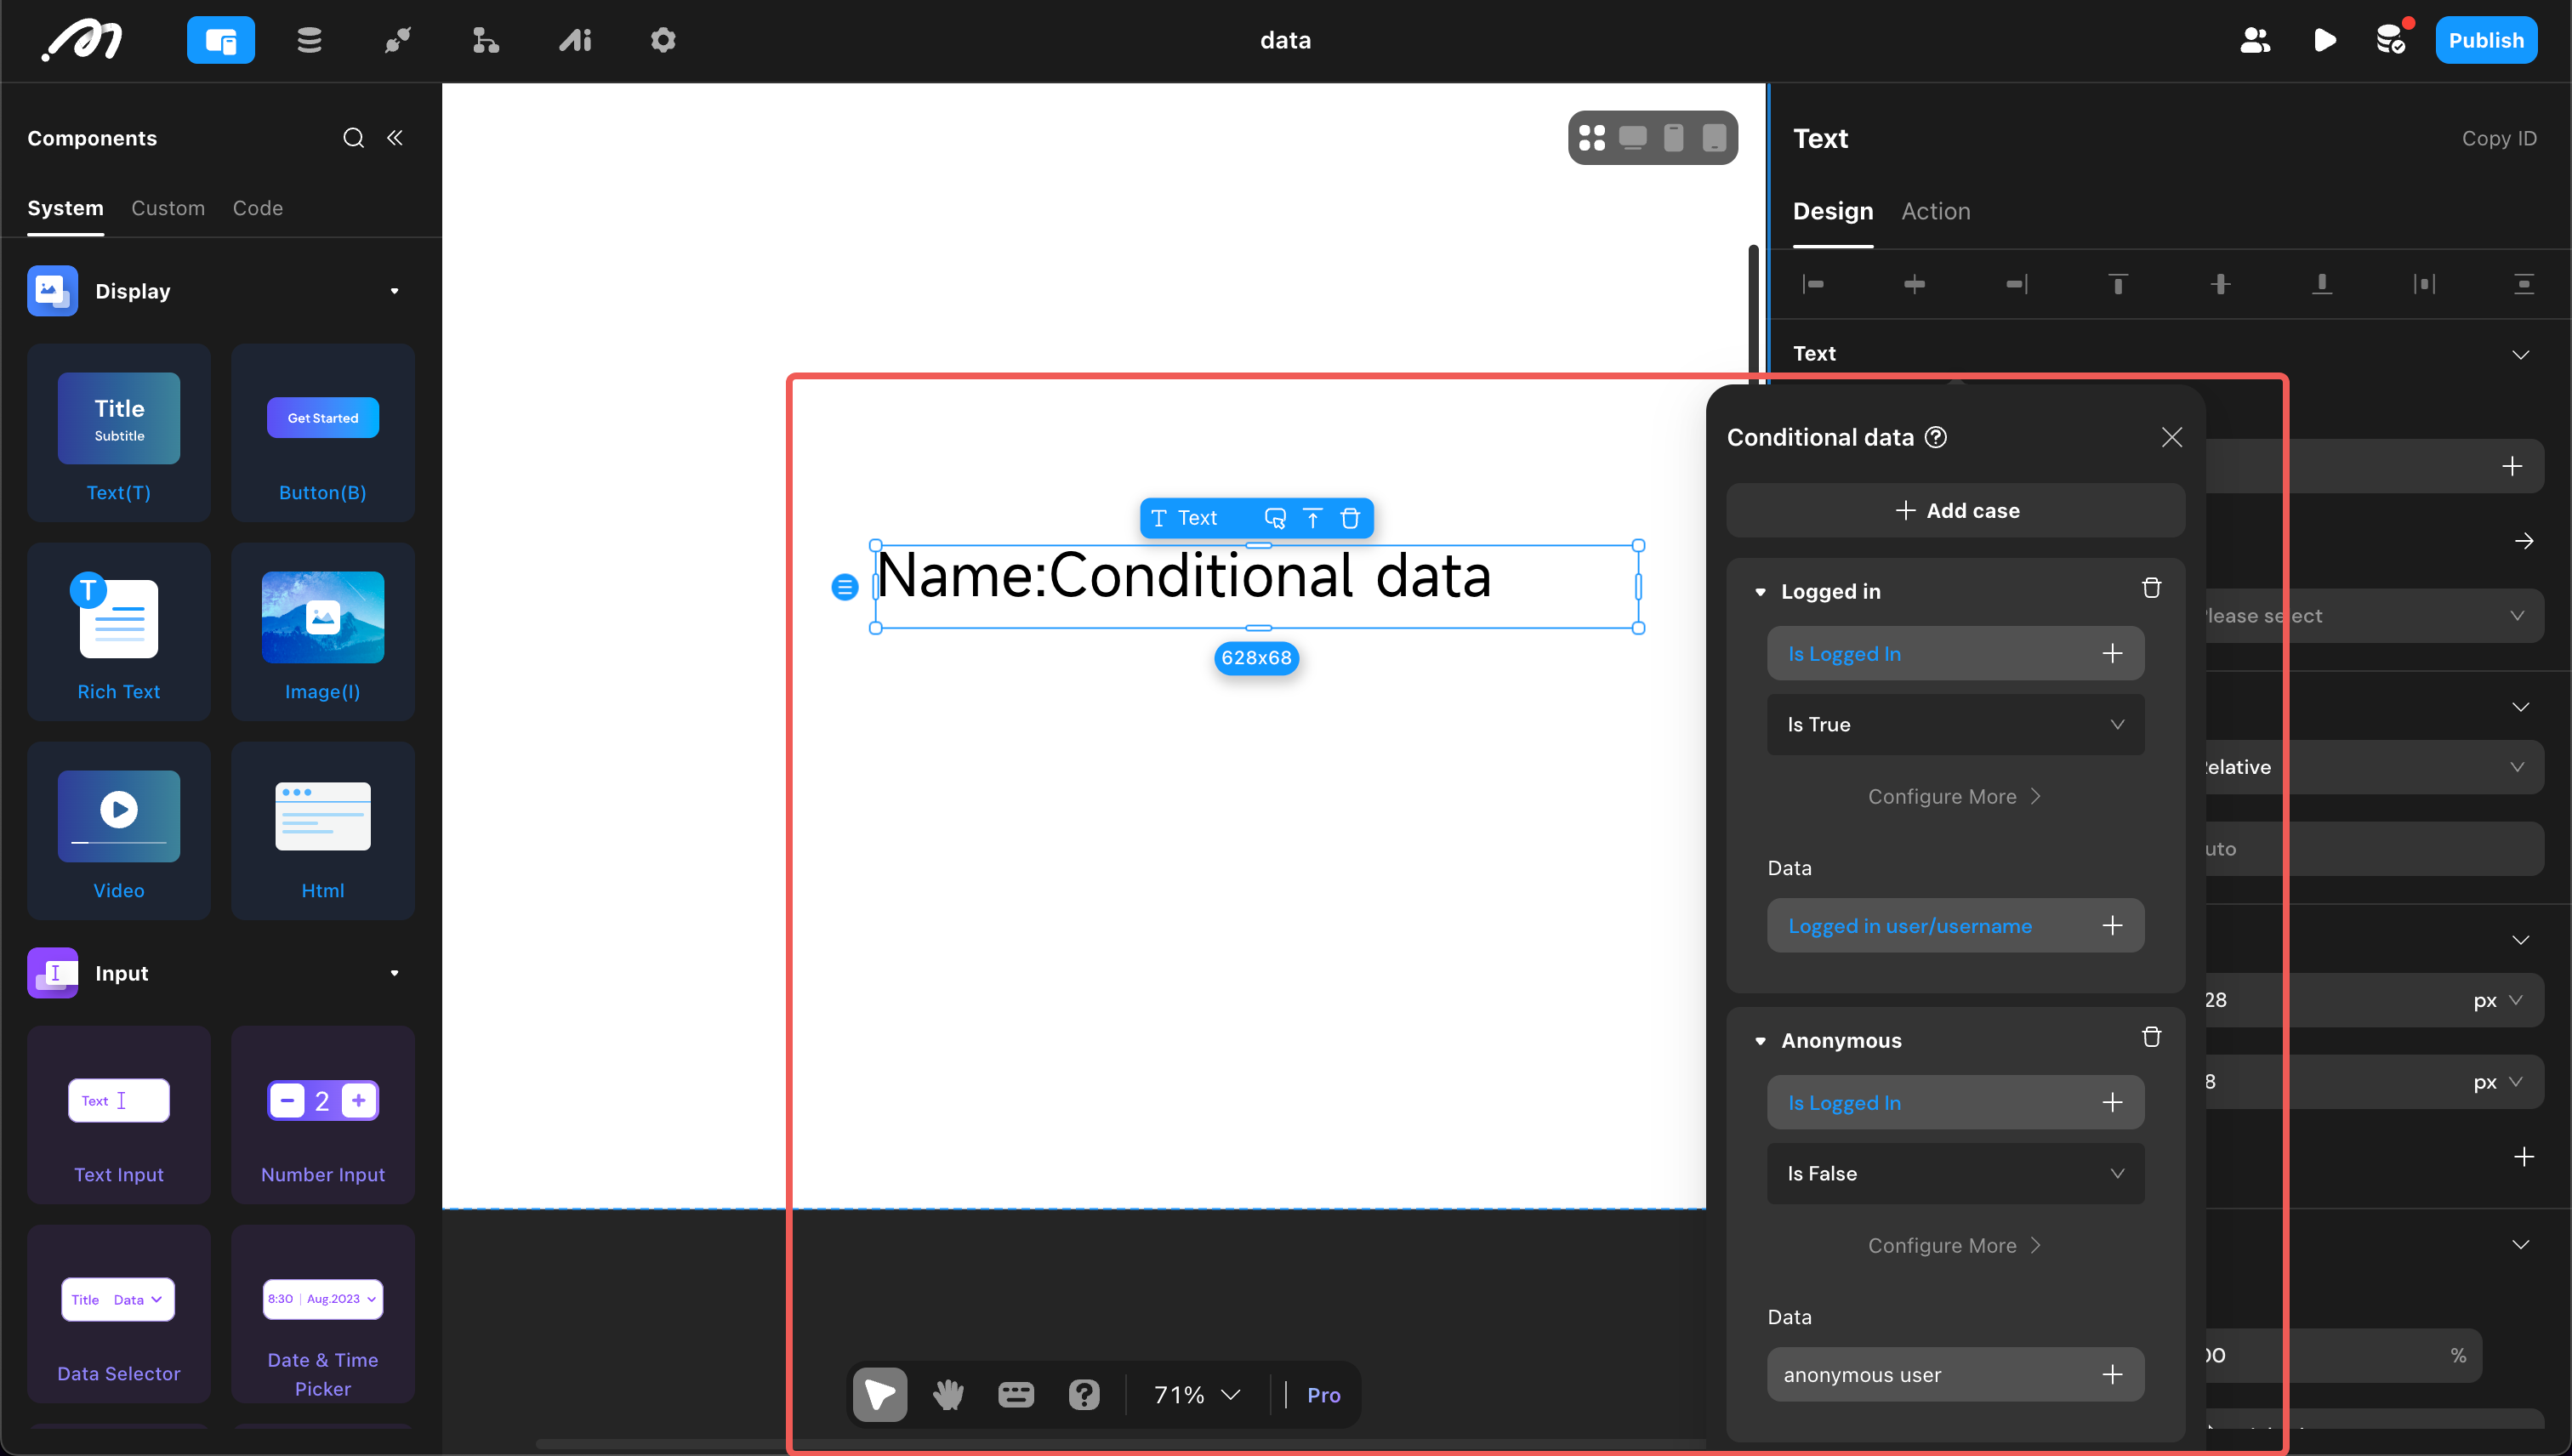 data
Publish
Components
System Custom Code
Display
Title
Subtitle
Text(T)
Get Started
Button(B)
T
Rich Text
Image(I)
Video
Html
Input
Text
Text Input
2
Number Input
Title Data
Data Selector
8:30 Aug.2023
Date & Time
Picker
T Text
Name:Conditional data
628x68
71%
Pro
Text
Copy ID
Design Action
Text
Conditional data
Add case
Logged in
Is Logged In
Is True
Configure More
Data
Logged in user/username
Anonymous
Is Logged In
Is False
Configure More
Data
anonymous user
lease select
elative
uto
28 px
8 px
00 %